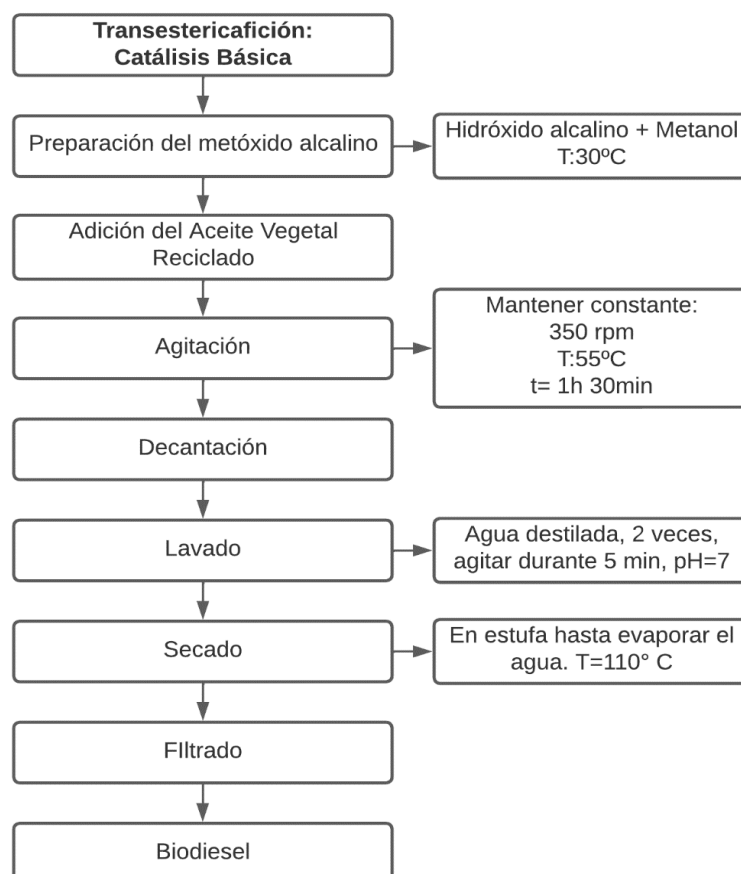 Transestericafición:
Catálisis Básica
Preparación del metóxido alcalino
Hidróxido alcalino + Metanol
T:30ºC
Adición del Aceite Vegetal
Reciclado
Agitación
Mantener constante:
350 rpm
T:55ºC
t= 1h 30min
Decantación
Lavado
Agua destilada, 2 veces,
agitar durante 5 min, pH=7
Secado
En estufa hasta evaporar el
agua. T=110° C
FIltrado
Biodiesel